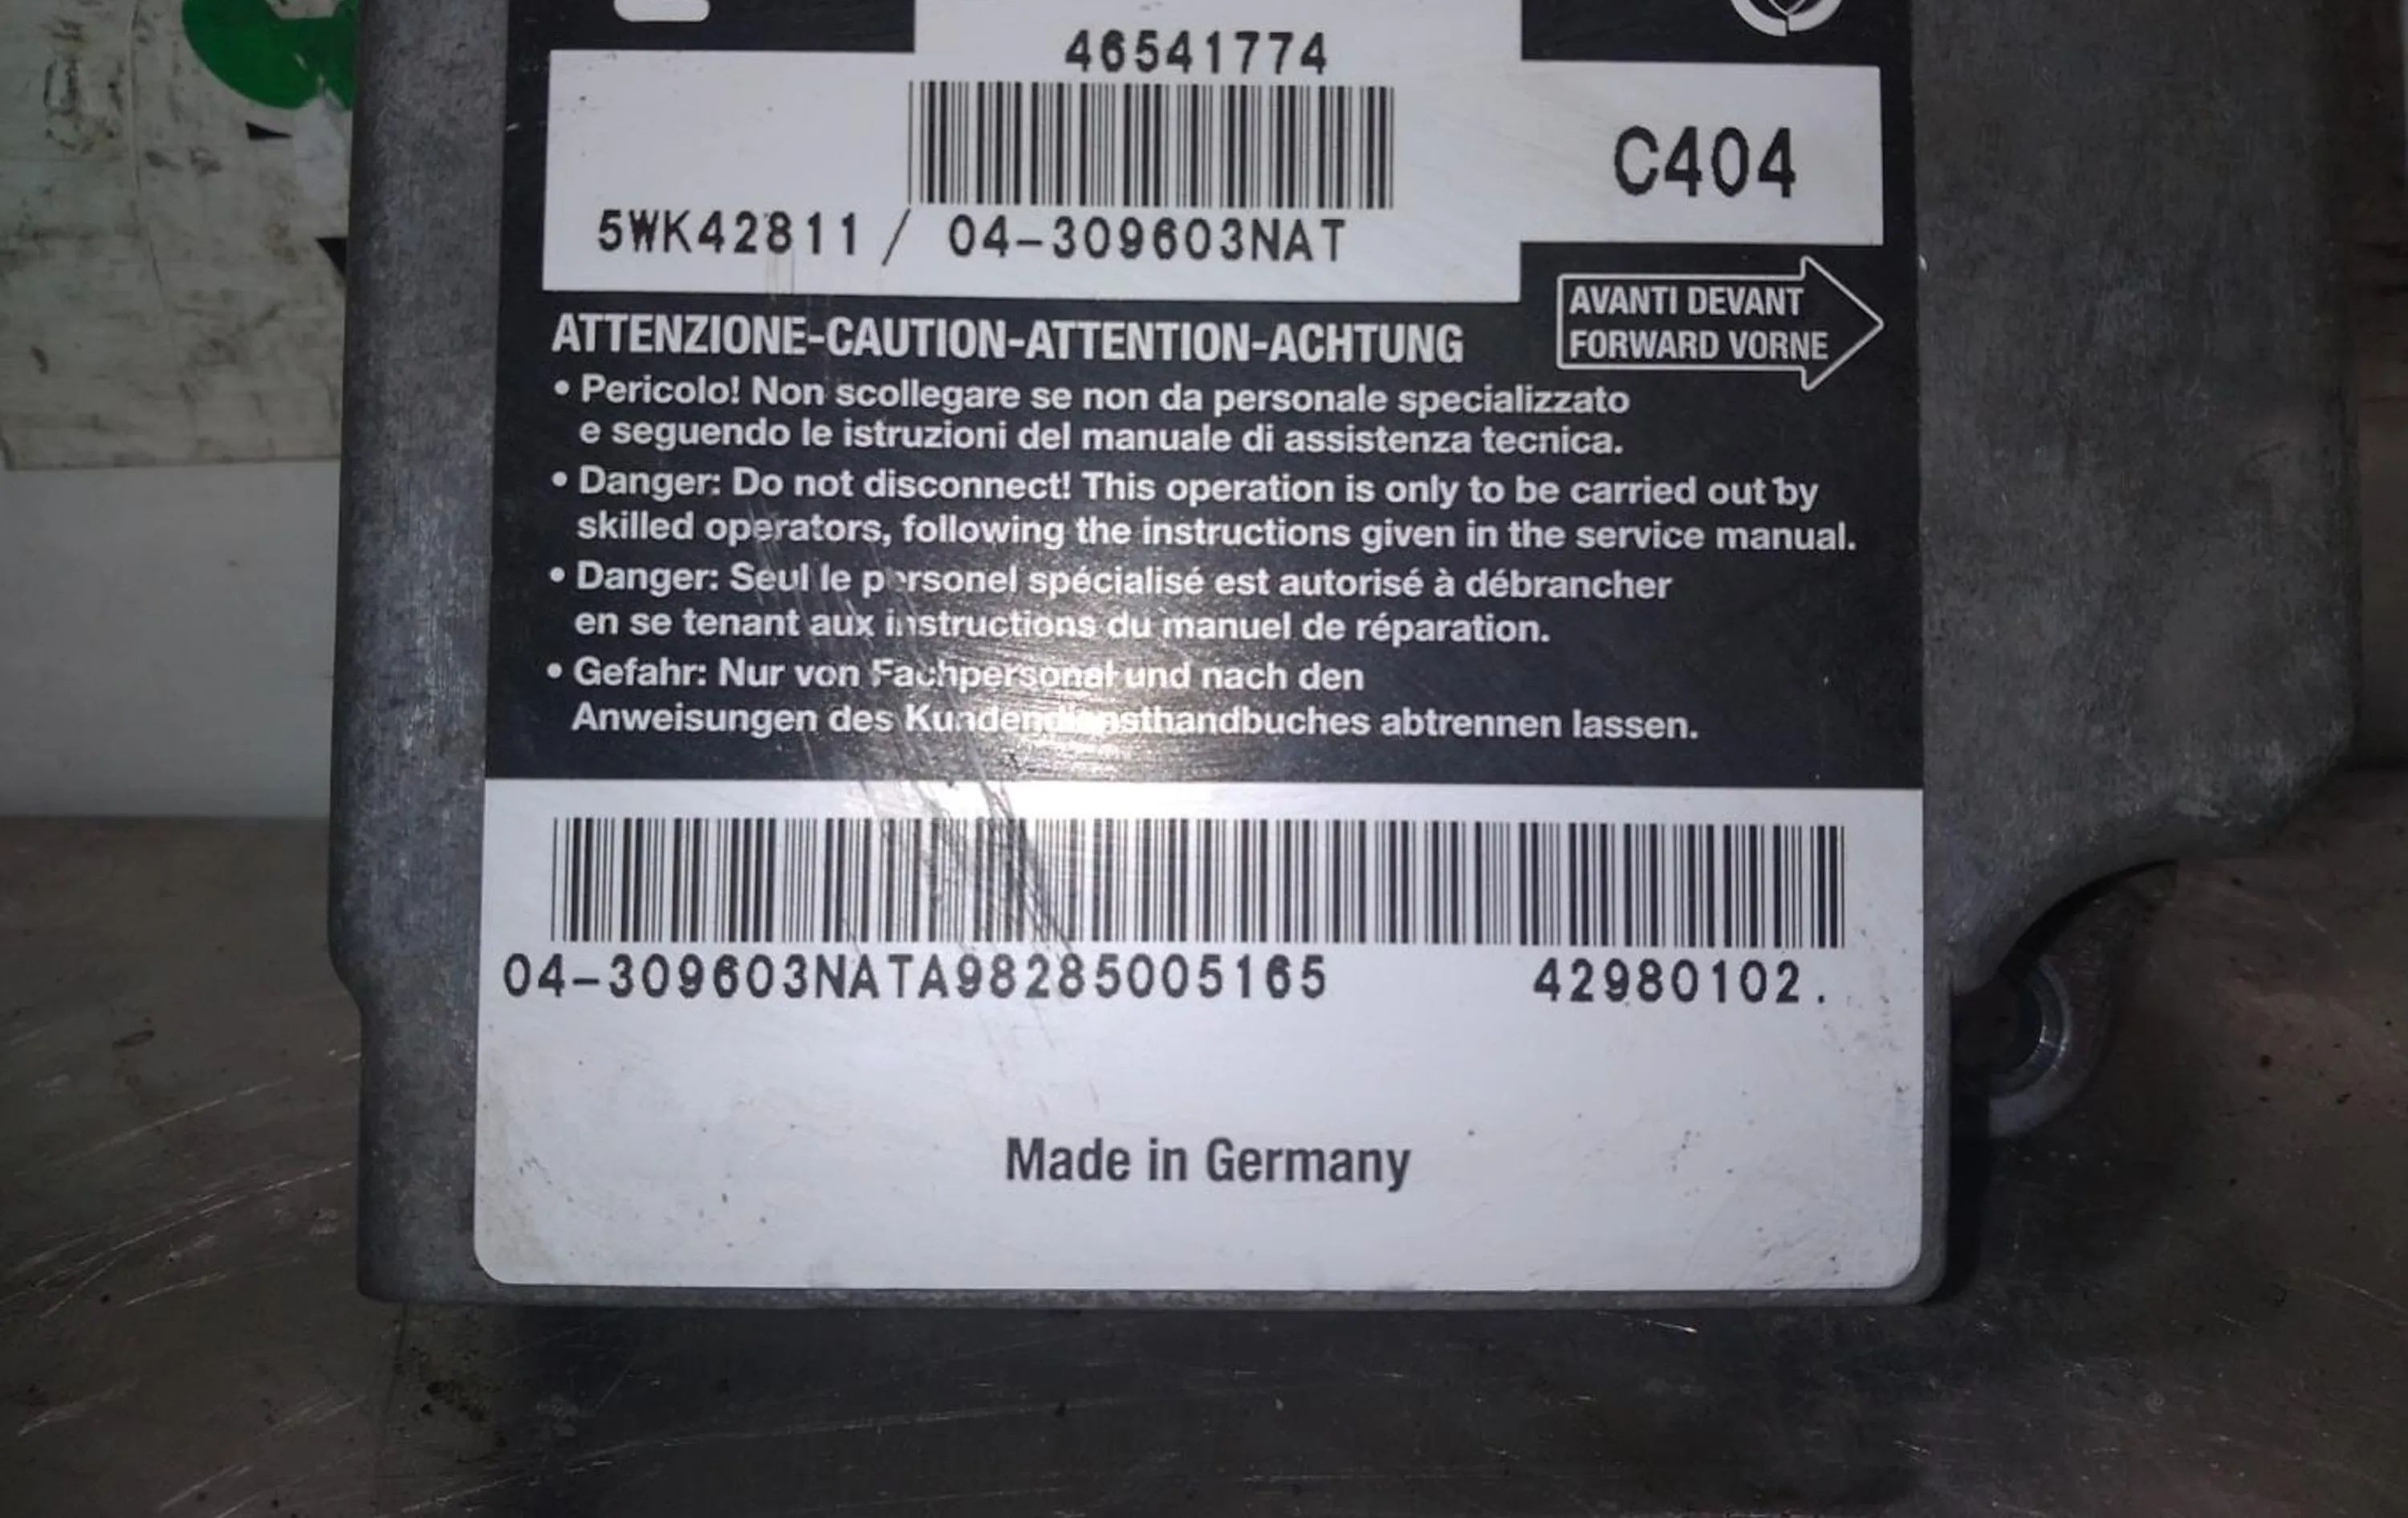 46541774
C404
5WK42811 / 04-309603NAT
AVANTI DEVANT
FORWARD VORNE
ATTENZIONE-CAUTION-ATTENTION-ACHTUNG
• Pericolo! Non scollegare se non da personale specializzato
e seguendo le istruzioni del manuale di assistenza tecnica.
• Danger: Do not disconnect! This operation is only to be carried out by
skilled operators, following the instructions given in the service manual.
• Danger: Seul le personel spécialisé est autorisé à débrancher
en se tenant aux instructions du manuel de réparation.
• Gefahr: Nur von Fachpersonal und nach den
Anweisungen des Kundendiensthandbuches abtrennen lassen.
04-309603NATA98285005165 42980102.
Made in Germany